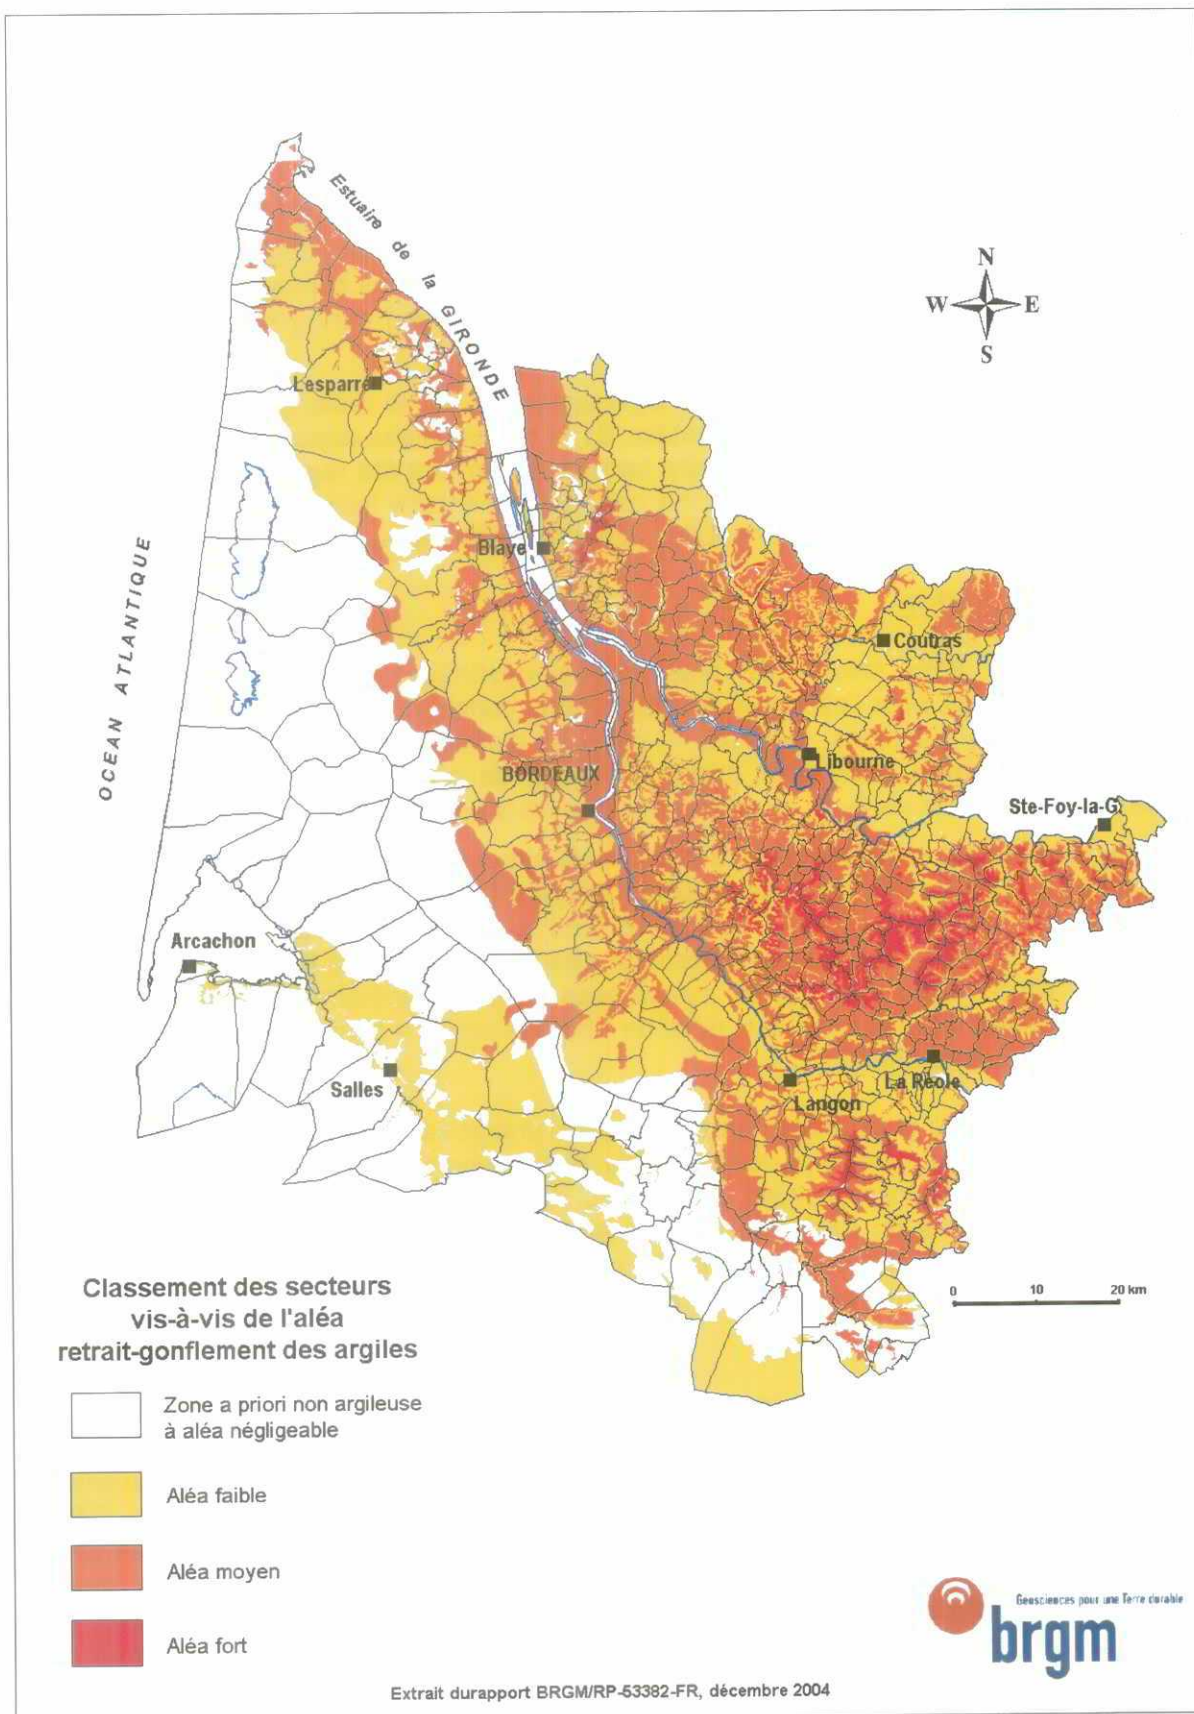 Estuaire de la GIRONDE
N
W E
S
Lesparre
OCEAN ATLANTIQUE
Blaye
Coutras
Libourne
BORDEAUX
Ste-Foy-la-G
Arcachon
Salles
La Réole
Langon
0 10 20 km
Classement des secteurs
vis-à-vis de l'aléa
retrait-gonflement des argiles
Zone a priori non argileuse
à aléa négligeable
Aléa faible
Aléa moyen
Aléa fort
Geosciences pour une Terre durable
brgm
Extrait durapport BRGM/RP-53382-FR, décembre 2004